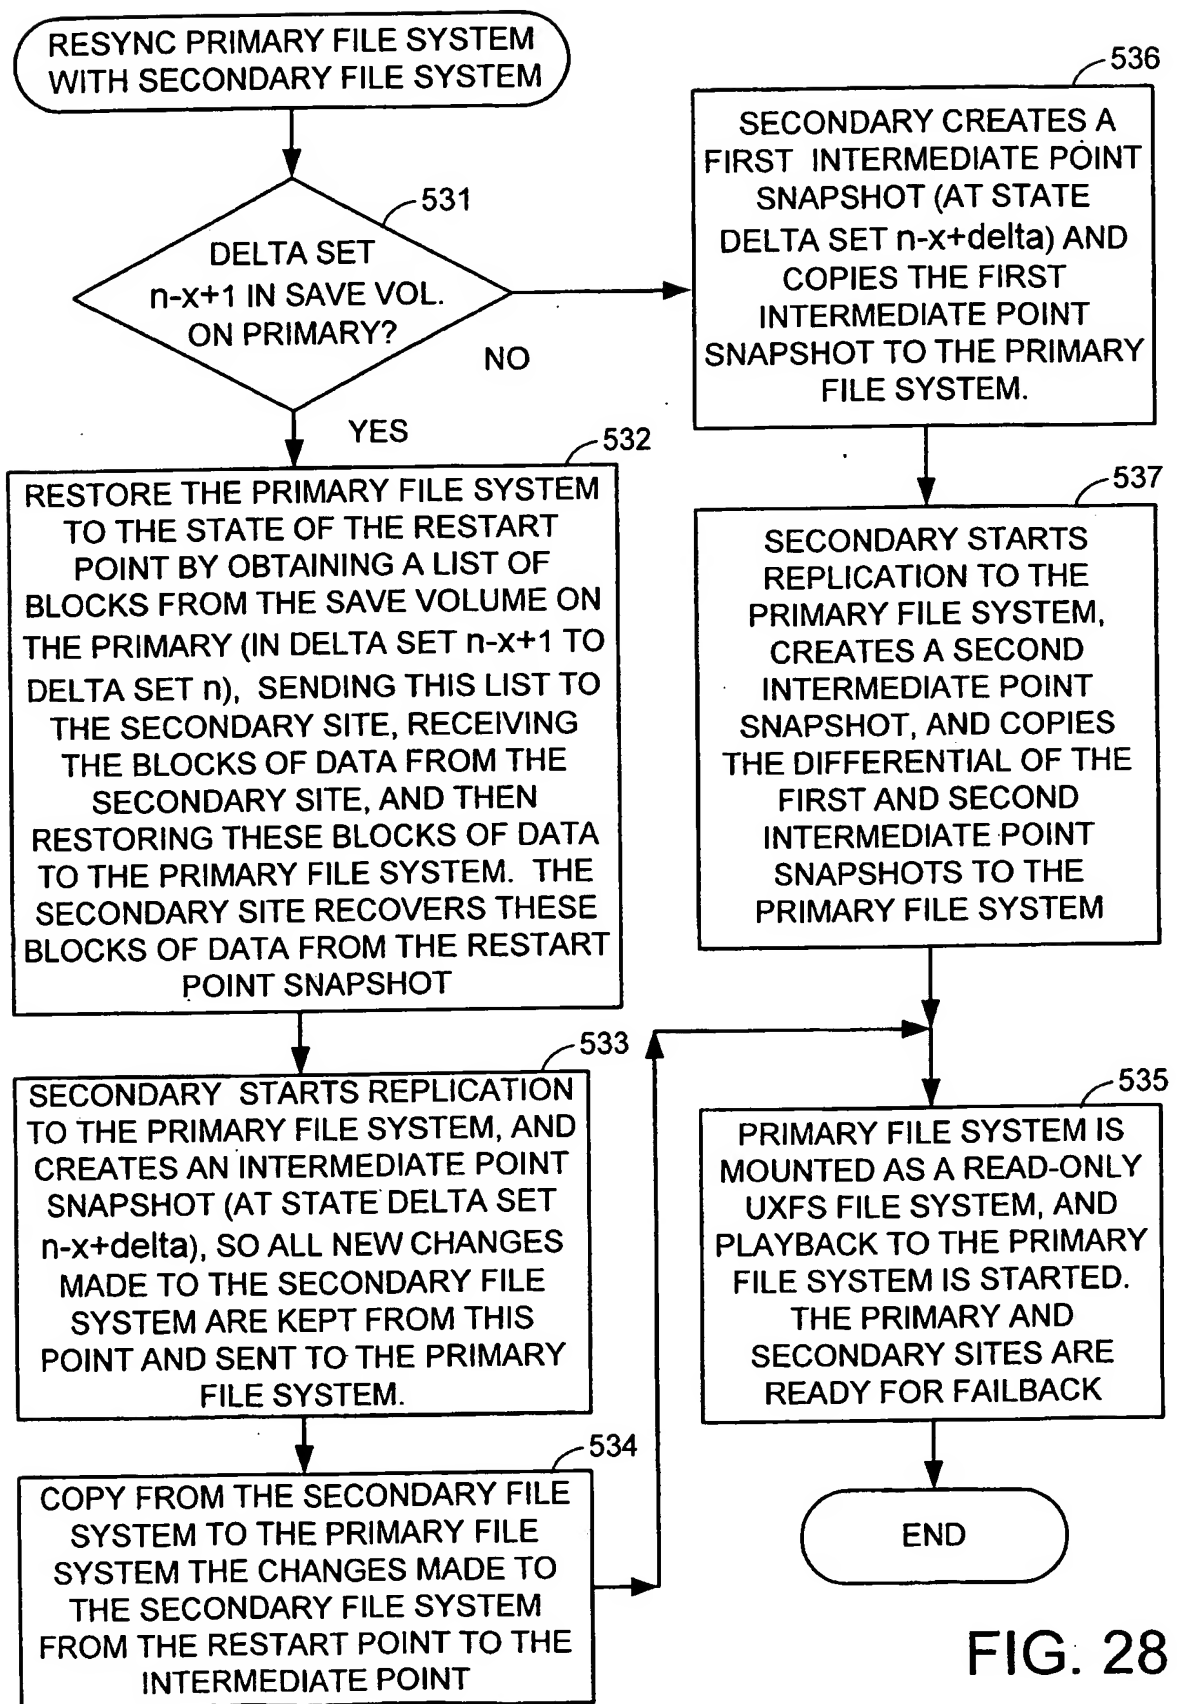 RESYNC PRIMARY FILE SYSTEM
WITH SECONDARY FILE SYSTEM
531
DELTA SET
n-x+1 IN SAVE VOL.
ON PRIMARY?
NO
YES
532
RESTORE THE PRIMARY FILE SYSTEM
TO THE STATE OF THE RESTART
POINT BY OBTAINING A LIST OF
BLOCKS FROM THE SAVE VOLUME ON
THE PRIMARY (IN DELTA SET n-x+1 TO
DELTA SET n), SENDING THIS LIST TO
THE SECONDARY SITE, RECEIVING
THE BLOCKS OF DATA FROM THE
SECONDARY SITE, AND THEN
RESTORING THESE BLOCKS OF DATA
TO THE PRIMARY FILE SYSTEM. THE
SECONDARY SITE RECOVERS THESE
BLOCKS OF DATA FROM THE RESTART
POINT SNAPSHOT
533
SECONDARY STARTS REPLICATION
TO THE PRIMARY FILE SYSTEM, AND
CREATES AN INTERMEDIATE POINT
SNAPSHOT (AT STATE DELTA SET
n-x+delta), SO ALL NEW CHANGES
MADE TO THE SECONDARY FILE
SYSTEM ARE KEPT FROM THIS
POINT AND SENT TO THE PRIMARY
FILE SYSTEM.
534
COPY FROM THE SECONDARY FILE
SYSTEM TO THE PRIMARY FILE
SYSTEM THE CHANGES MADE TO
THE SECONDARY FILE SYSTEM
FROM THE RESTART POINT TO THE
INTERMEDIATE POINT
536
SECONDARY CREATES A
FIRST INTERMEDIATE POINT
SNAPSHOT (AT STATE
DELTA SET n-x+delta) AND
COPIES THE FIRST
INTERMEDIATE POINT
SNAPSHOT TO THE PRIMARY
FILE SYSTEM.
537
SECONDARY STARTS
REPLICATION TO THE
PRIMARY FILE SYSTEM,
CREATES A SECOND
INTERMEDIATE POINT
SNAPSHOT, AND COPIES
THE DIFFERENTIAL OF THE
FIRST AND SECOND
INTERMEDIATE POINT
SNAPSHOTS TO THE
PRIMARY FILE SYSTEM
535
PRIMARY FILE SYSTEM IS
MOUNTED AS A READ-ONLY
UXFS FILE SYSTEM, AND
PLAYBACK TO THE PRIMARY
FILE SYSTEM IS STARTED.
THE PRIMARY AND
SECONDARY SITES ARE
READY FOR FAILBACK
END
FIG. 28